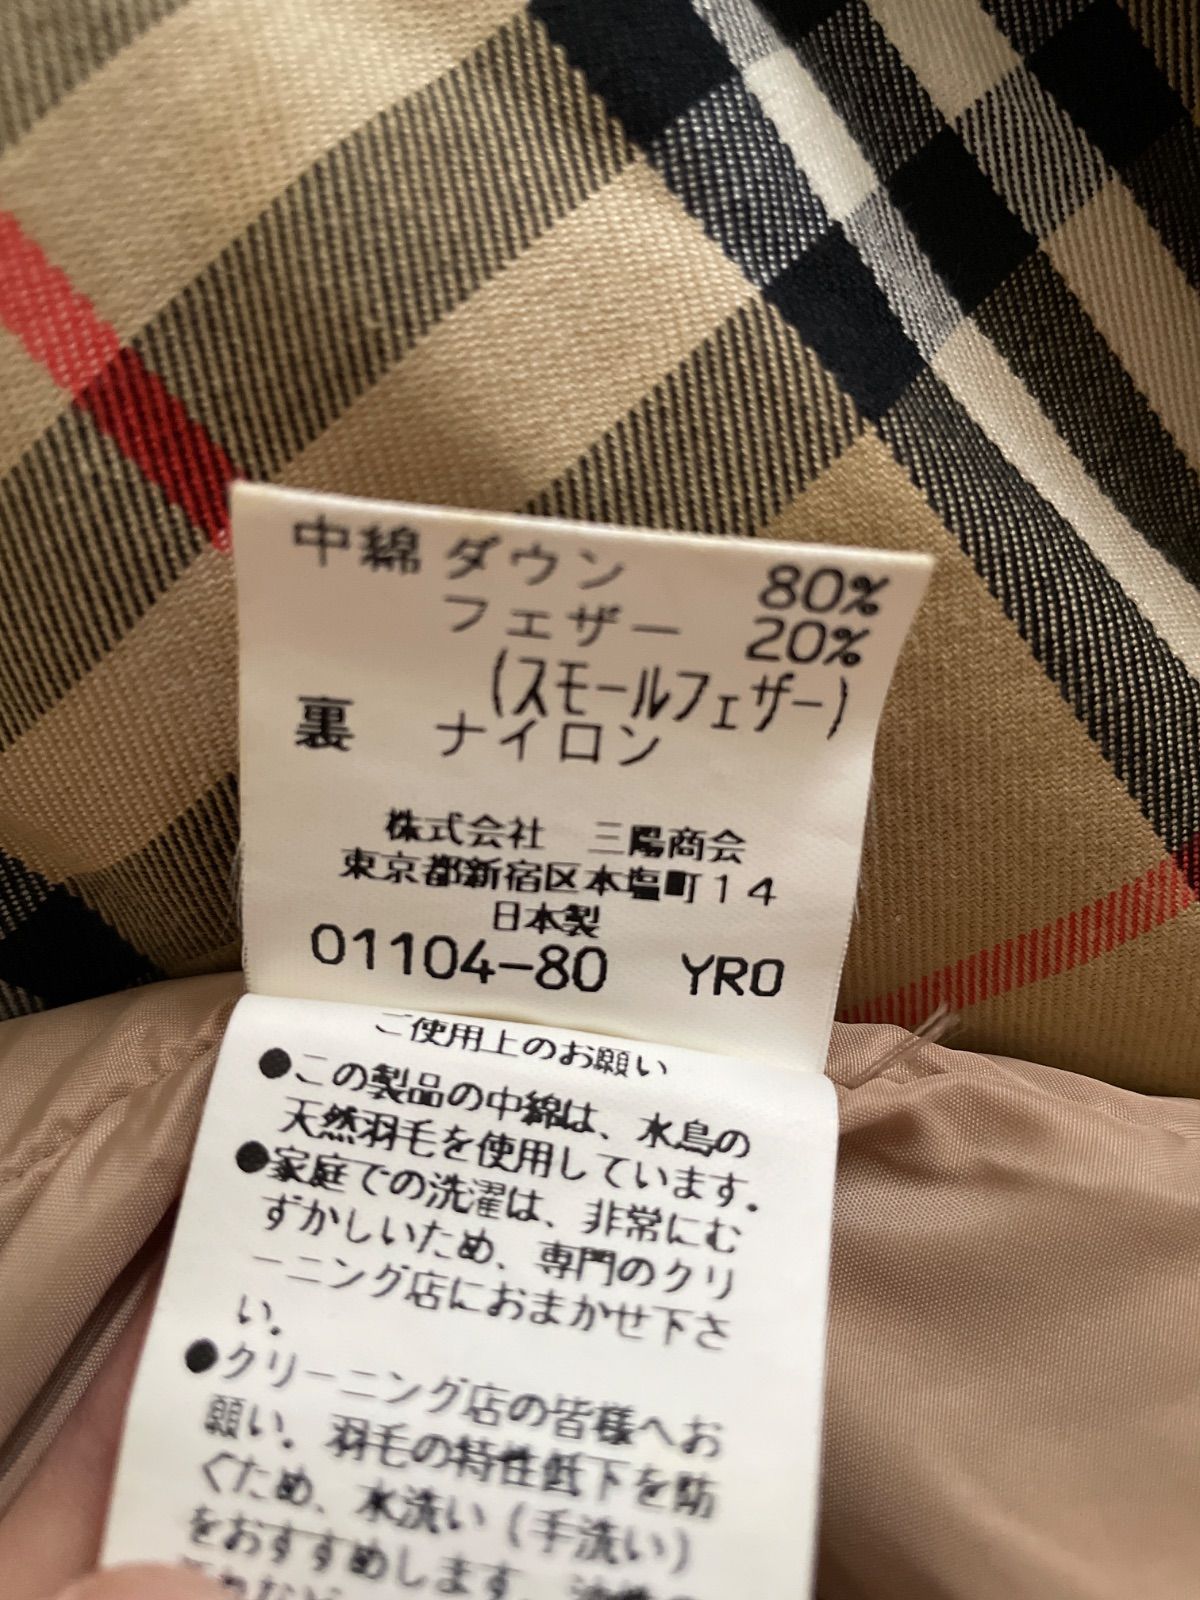 中綿 ダウン 80%
フェザー 20%
(スモールフェザー)
裏 ナイロン
株式会社 三陽商会
東京都新宿区本塩町14
日本製
01104-80 YRO
ご使用上のお願い
●この製品の中綿は、水鳥の
天然羽毛を使用しています.
●家庭での洗濯は、非常にむ
ずかしいため、専門のクリ
ーニング店におまかせ下さ
い.
●クリーニング店の皆様へお
願い. 羽毛の特性低下を防
ぐため、水洗い(手洗い)
をおすすめします.